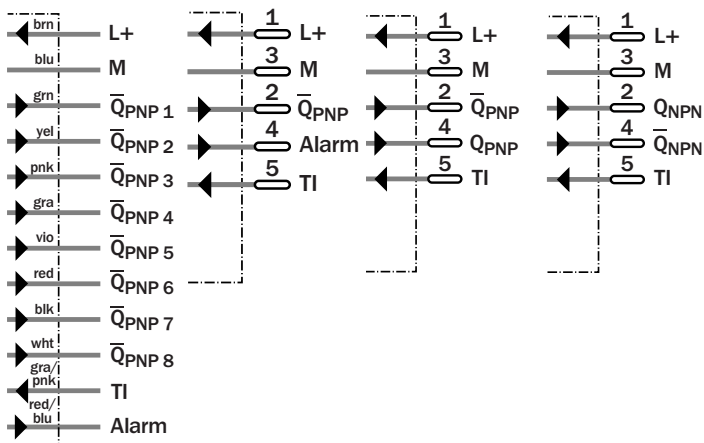 brn L+
blu M
grn Q̅PNP 1
yel Q̅PNP 2
pnk Q̅PNP 3
gra Q̅PNP 4
vio Q̅PNP 5
red Q̅PNP 6
blk Q̅PNP 7
wht Q̅PNP 8
gra/
pnk TI
red/
blu Alarm
1 L+
3 M
2 Q̅PNP
4 Alarm
5 TI
1 L+
3 M
2 Q̅PNP
4 QPNP
5 TI
1 L+
3 M
2 QNPN
4 Q̅NPN
5 TI